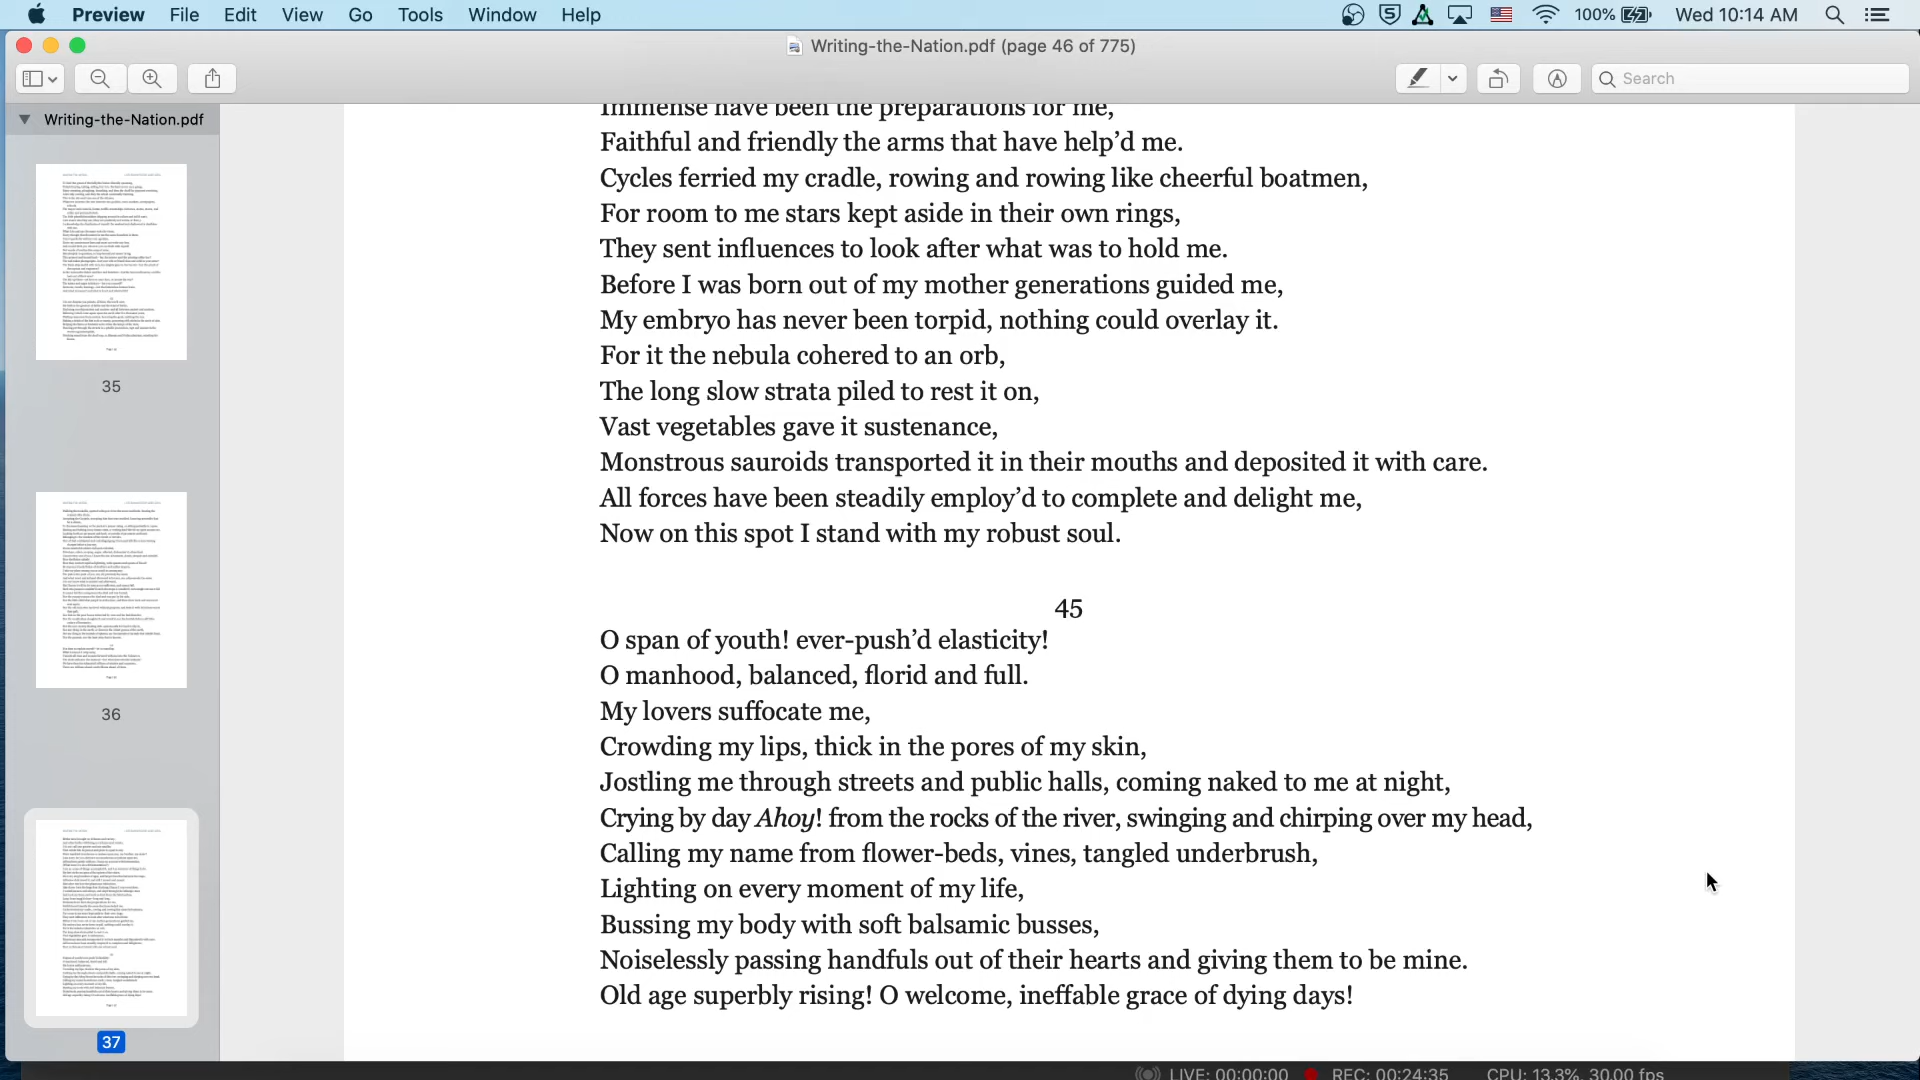 Preview File Edit View Go Tools Window Help 100% Wed 10:14 AM
Writing-the-Nation.pdf (page 46 of 775)
Search
Writing-the-Nation.pdf
35
36
37
Immense have been the preparations for me,
Faithful and friendly the arms that have help’d me.
Cycles ferried my cradle, rowing and rowing like cheerful boatmen,
For room to me stars kept aside in their own rings,
They sent influences to look after what was to hold me.
Before I was born out of my mother generations guided me,
My embryo has never been torpid, nothing could overlay it.
For it the nebula cohered to an orb,
The long slow strata piled to rest it on,
Vast vegetables gave it sustenance,
Monstrous sauroids transported it in their mouths and deposited it with care.
All forces have been steadily employ’d to complete and delight me,
Now on this spot I stand with my robust soul.
45
O span of youth! ever-push’d elasticity!
O manhood, balanced, florid and full.
My lovers suffocate me,
Crowding my lips, thick in the pores of my skin,
Jostling me through streets and public halls, coming naked to me at night,
Crying by day Ahoy! from the rocks of the river, swinging and chirping over my head,
Calling my name from flower-beds, vines, tangled underbrush,
Lighting on every moment of my life,
Bussing my body with soft balsamic busses,
Noiselessly passing handfuls out of their hearts and giving them to be mine.
Old age superbly rising! O welcome, ineffable grace of dying days!
LIVE: 00:00:00 REC: 00:24:35 CPU: 13.3%, 30.00 fps